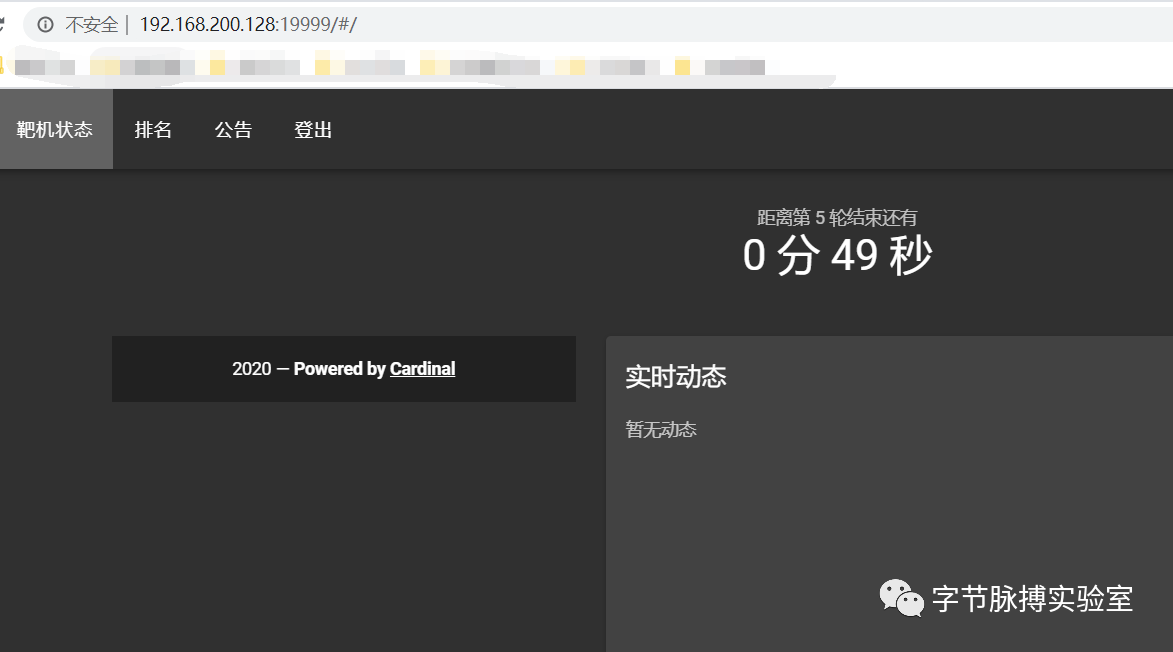 不安全 | 192.168.200.128:19999/#/
靶机状态 排名 公告 登出
距离第 5 轮结束还有
0 分 49 秒
2020 — Powered by Cardinal
实时动态
暂无动态
字节脉搏实验室